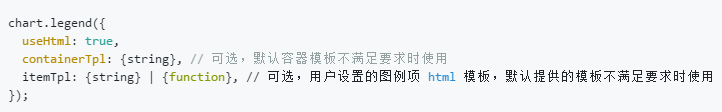 chart.legend({
  useHtml: true,
  containerTpl: {string}, // 可选，默认容器模板不满足要求时使用
  itemTpl: {string} | {function}, // 可选，用户设置的图例项 html 模板，默认提供的模板不满足要求时使用
});